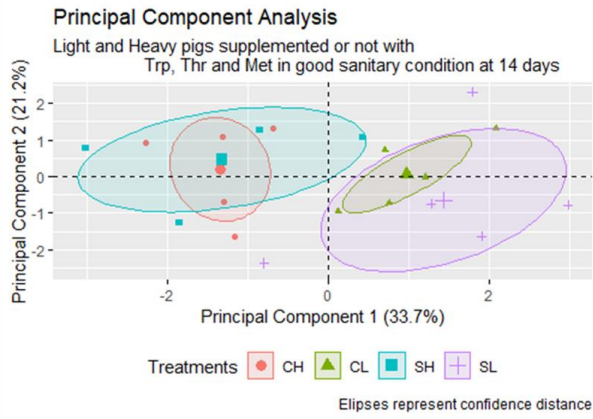 Principal Component Analysis
Light and Heavy pigs supplemented or not with
Trp, Thr and Met in good sanitary condition at 14 days
Principal Component 2 (21.2%)
2
1
0
-1
-2
-2
0
2
Principal Component 1 (33.7%)
Treatments CH CL SH SL
Elipses represent confidence distance